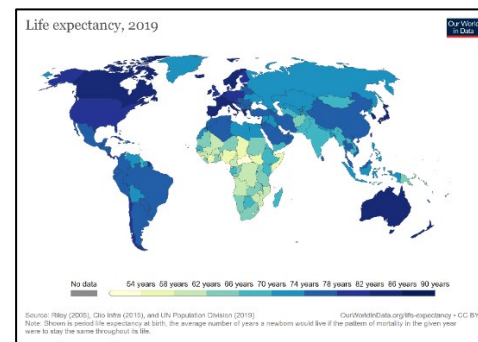 Life expectancy, 2019
Our World
in Data
No data
54 years 58 years 62 years 66 years 70 years 74 years 78 years 82 years 86 years 90 years
Source: Riley (2005), Clio Infra (2015), and UN Population Division (2019)
OurWorldInData.org/life-expectancy • CC BY
Note: Shown is period life expectancy at birth, the average number of years a newborn would live if the pattern of mortality in the given year
were to stay the same throughout its life.